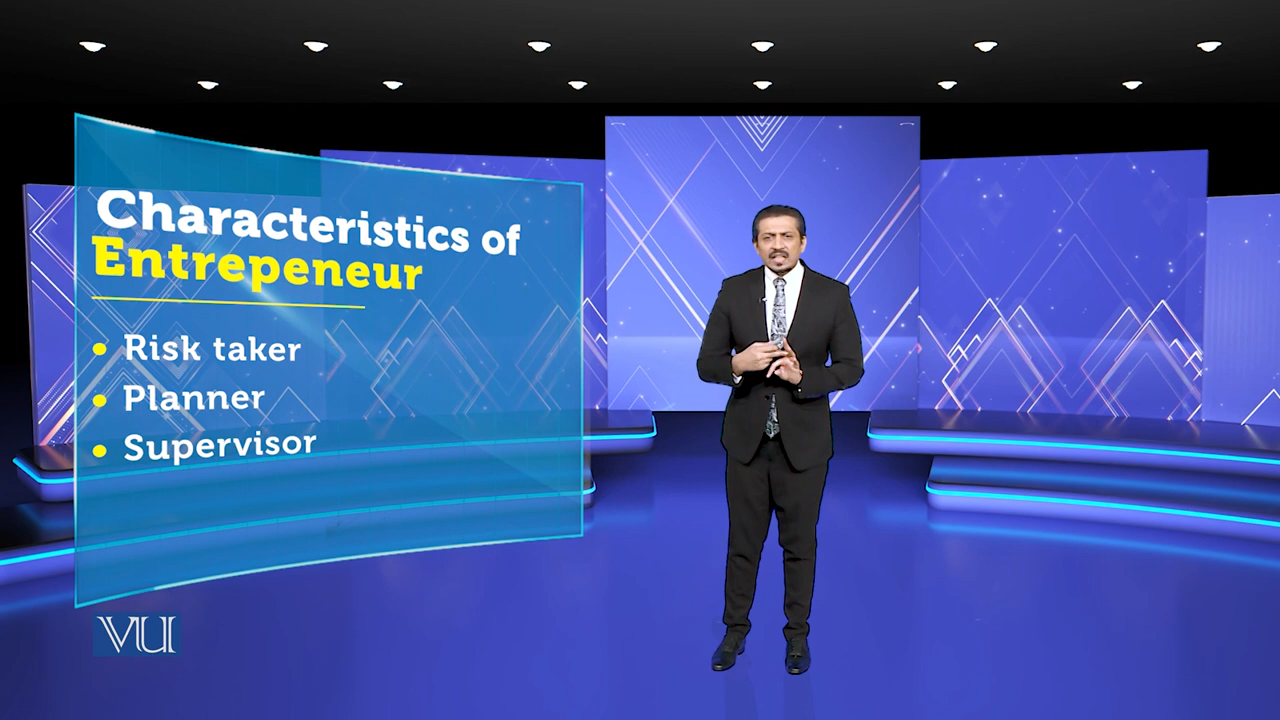 Characteristics of
Entrepeneur
Risk taker
Planner
Supervisor
VU